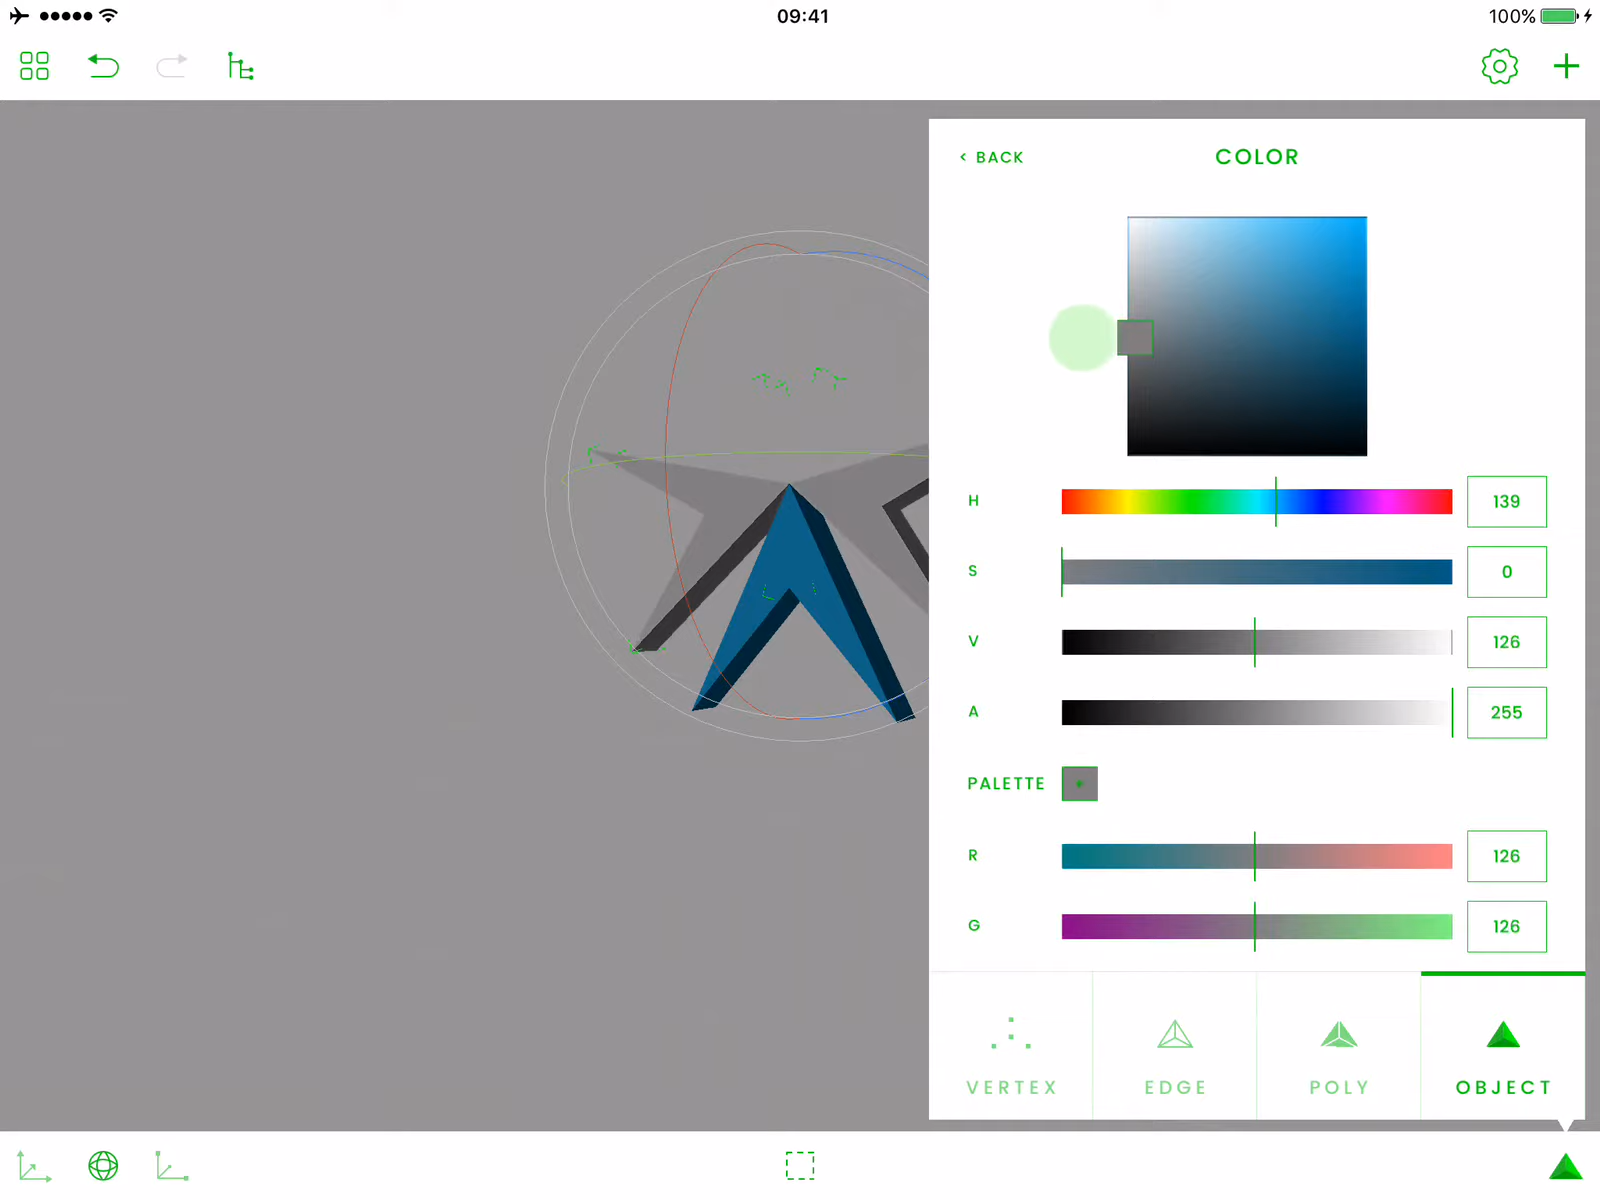 09:41
100%
< BACK
COLOR
H
139
S
0
V
126
A
255
PALETTE
R
126
G
126
VERTEX
EDGE
POLY
OBJECT